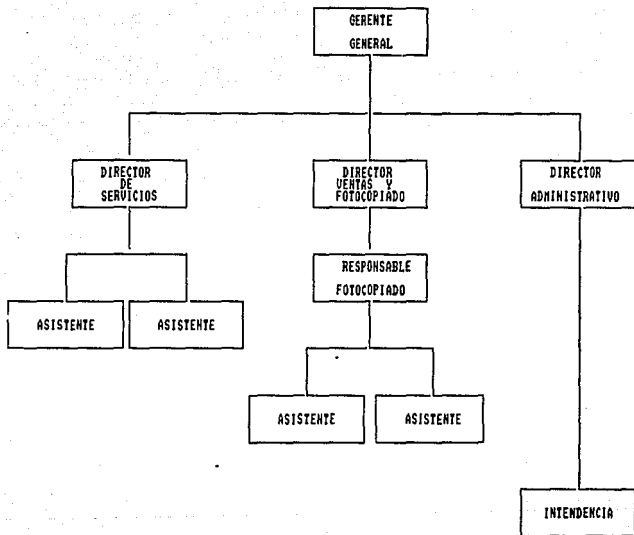 GERENTE
GENERAL
DIRECTOR
DE
SERVICIOS
DIRECTOR
VENTAS Y
FOTOCOPIADO
DIRECTOR
ADMINISTRATIVO
RESPONSABLE
FOTOCOPIADO
ASISTENTE
ASISTENTE
ASISTENTE
ASISTENTE
INTENDENCIA